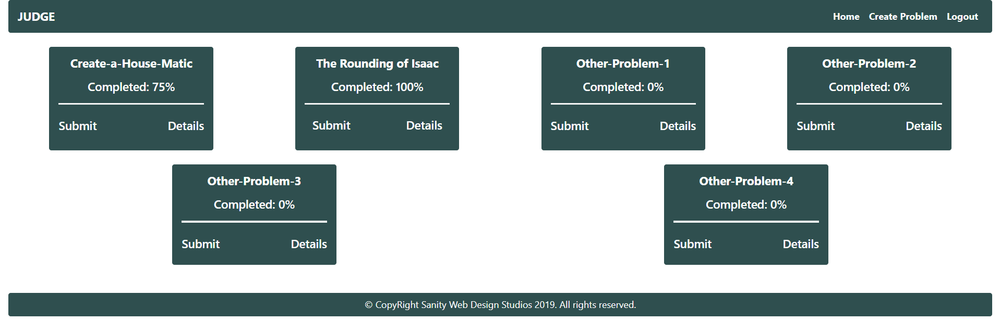 JUDGE
Home Create Problem Logout
Create-a-House-Matic
Completed: 75%
Submit Details
The Rounding of Isaac
Completed: 100%
Submit Details
Other-Problem-1
Completed: 0%
Submit Details
Other-Problem-2
Completed: 0%
Submit Details
Other-Problem-3
Completed: 0%
Submit Details
Other-Problem-4
Completed: 0%
Submit Details
© CopyRight Sanity Web Design Studios 2019. All rights reserved.